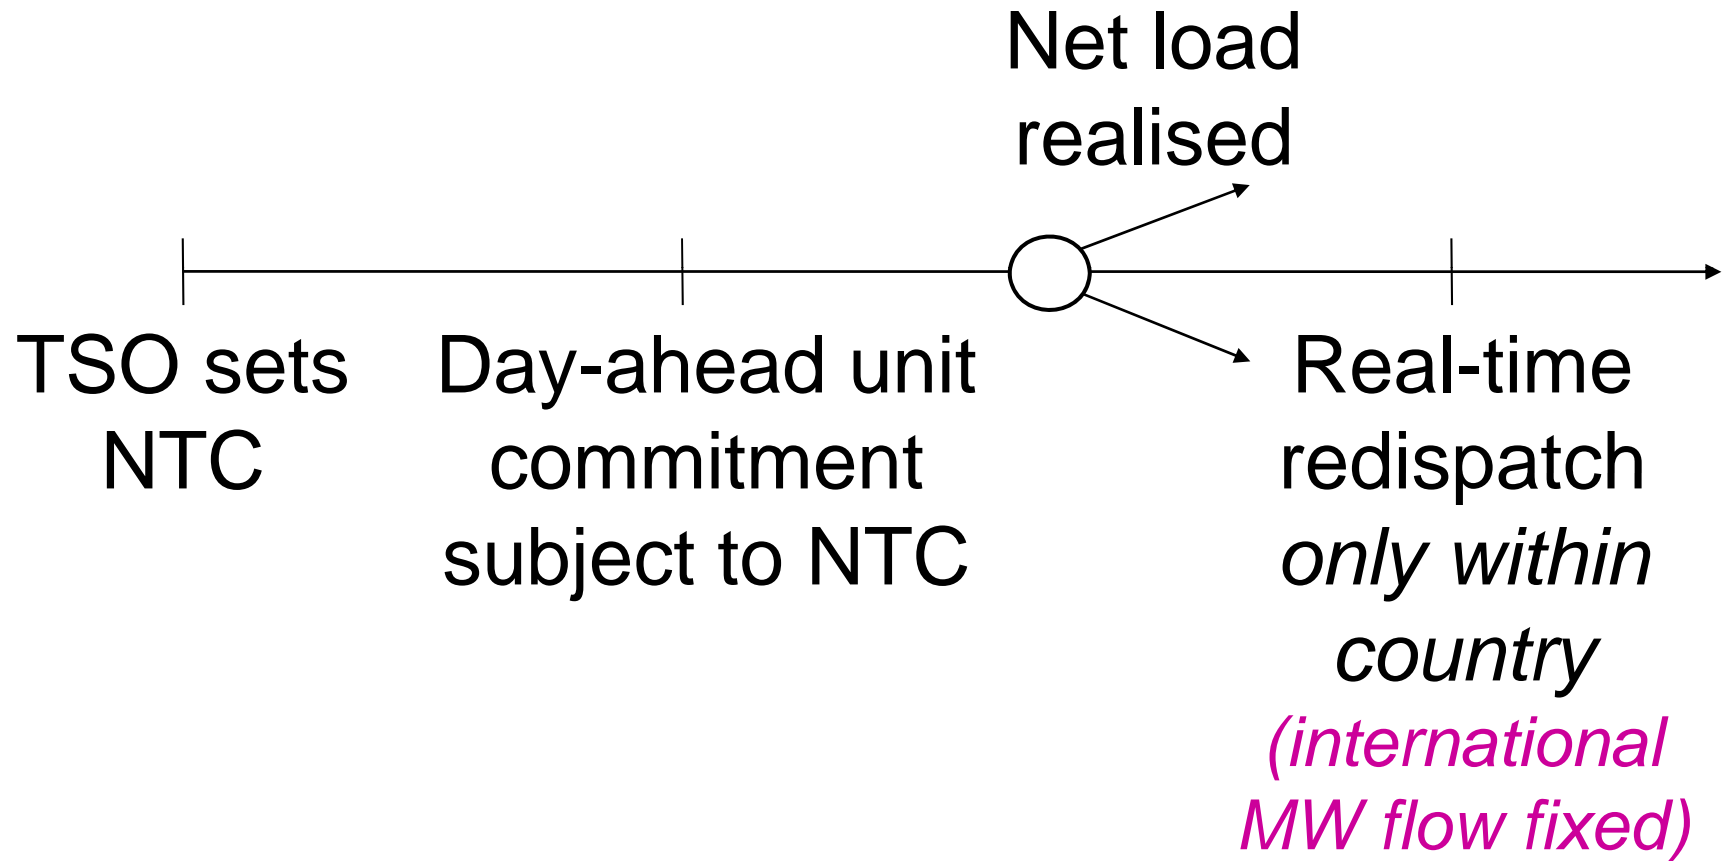 Net load
realised
TSO sets
NTC
Day-ahead unit
commitment
subject to NTC
Real-time
redispatch
only within
country
(international
MW flow fixed)